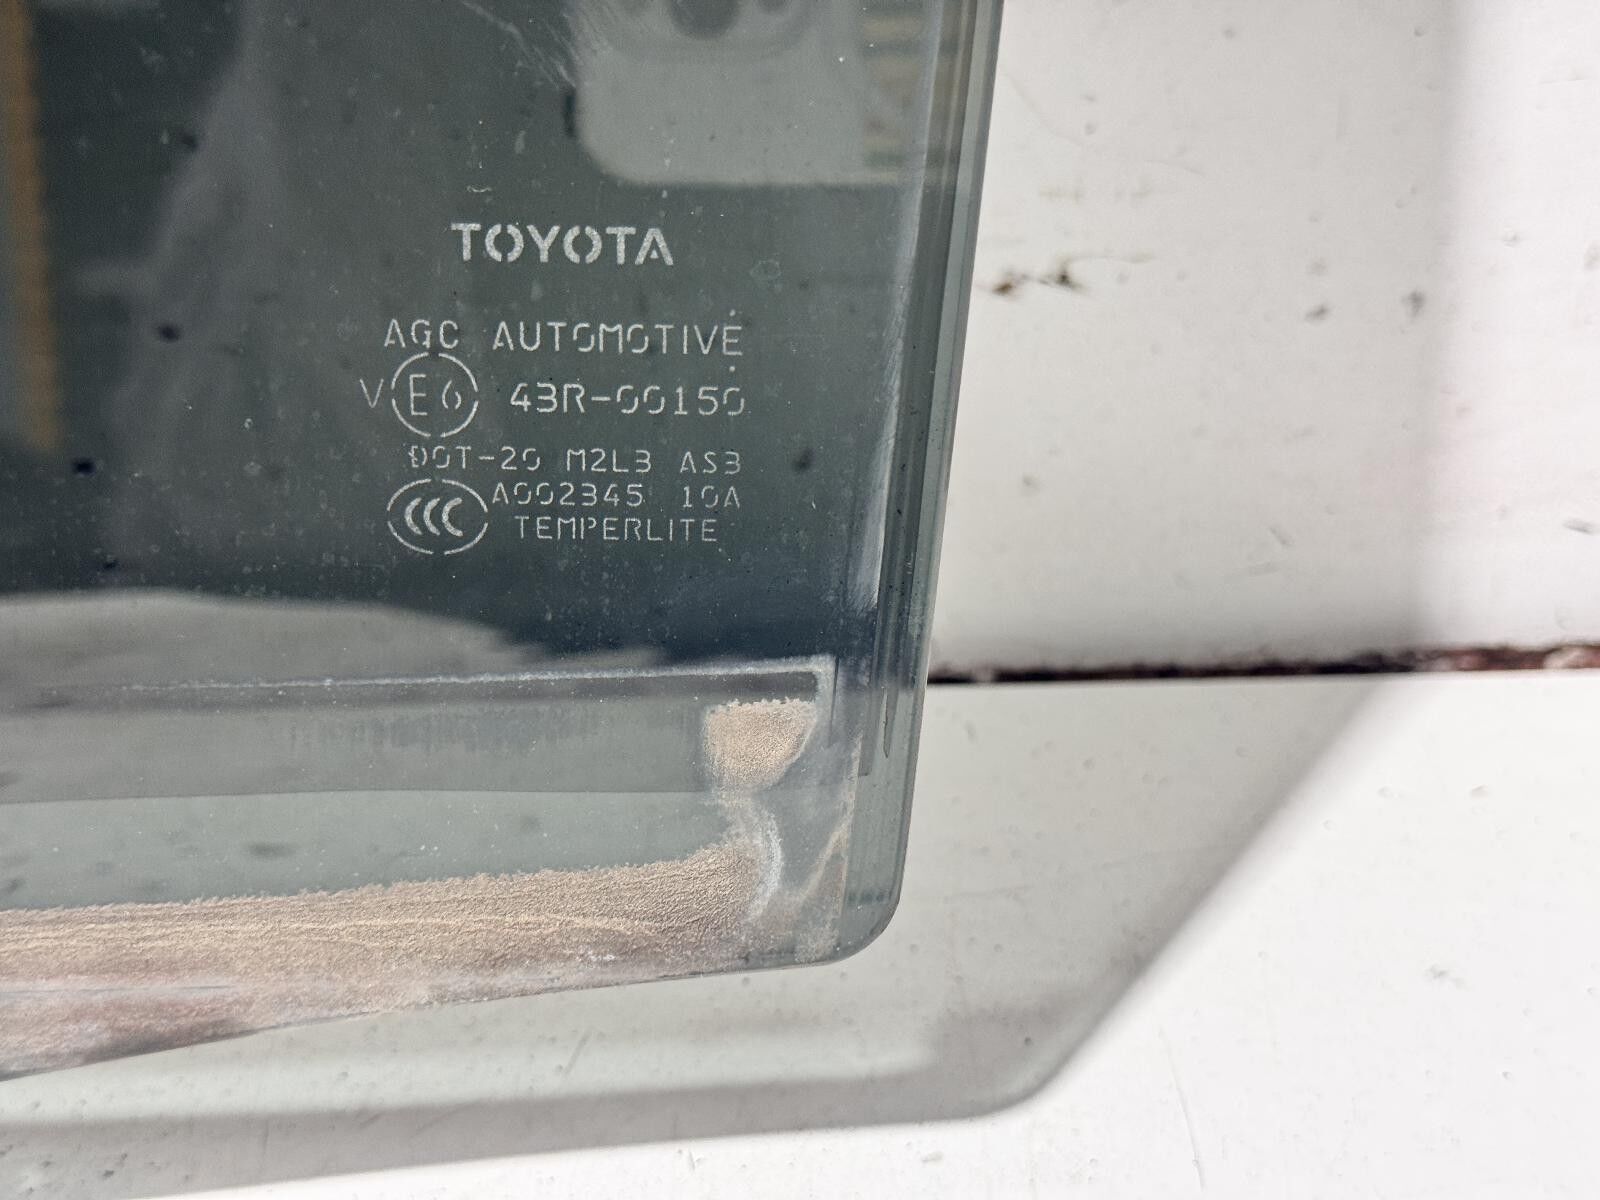 TOYOTA
AGC AUTOMOTIVE
V E6 43R-00150
DOT-20 M2L3 AS3
CCC A002345 10A
TEMPERLITE